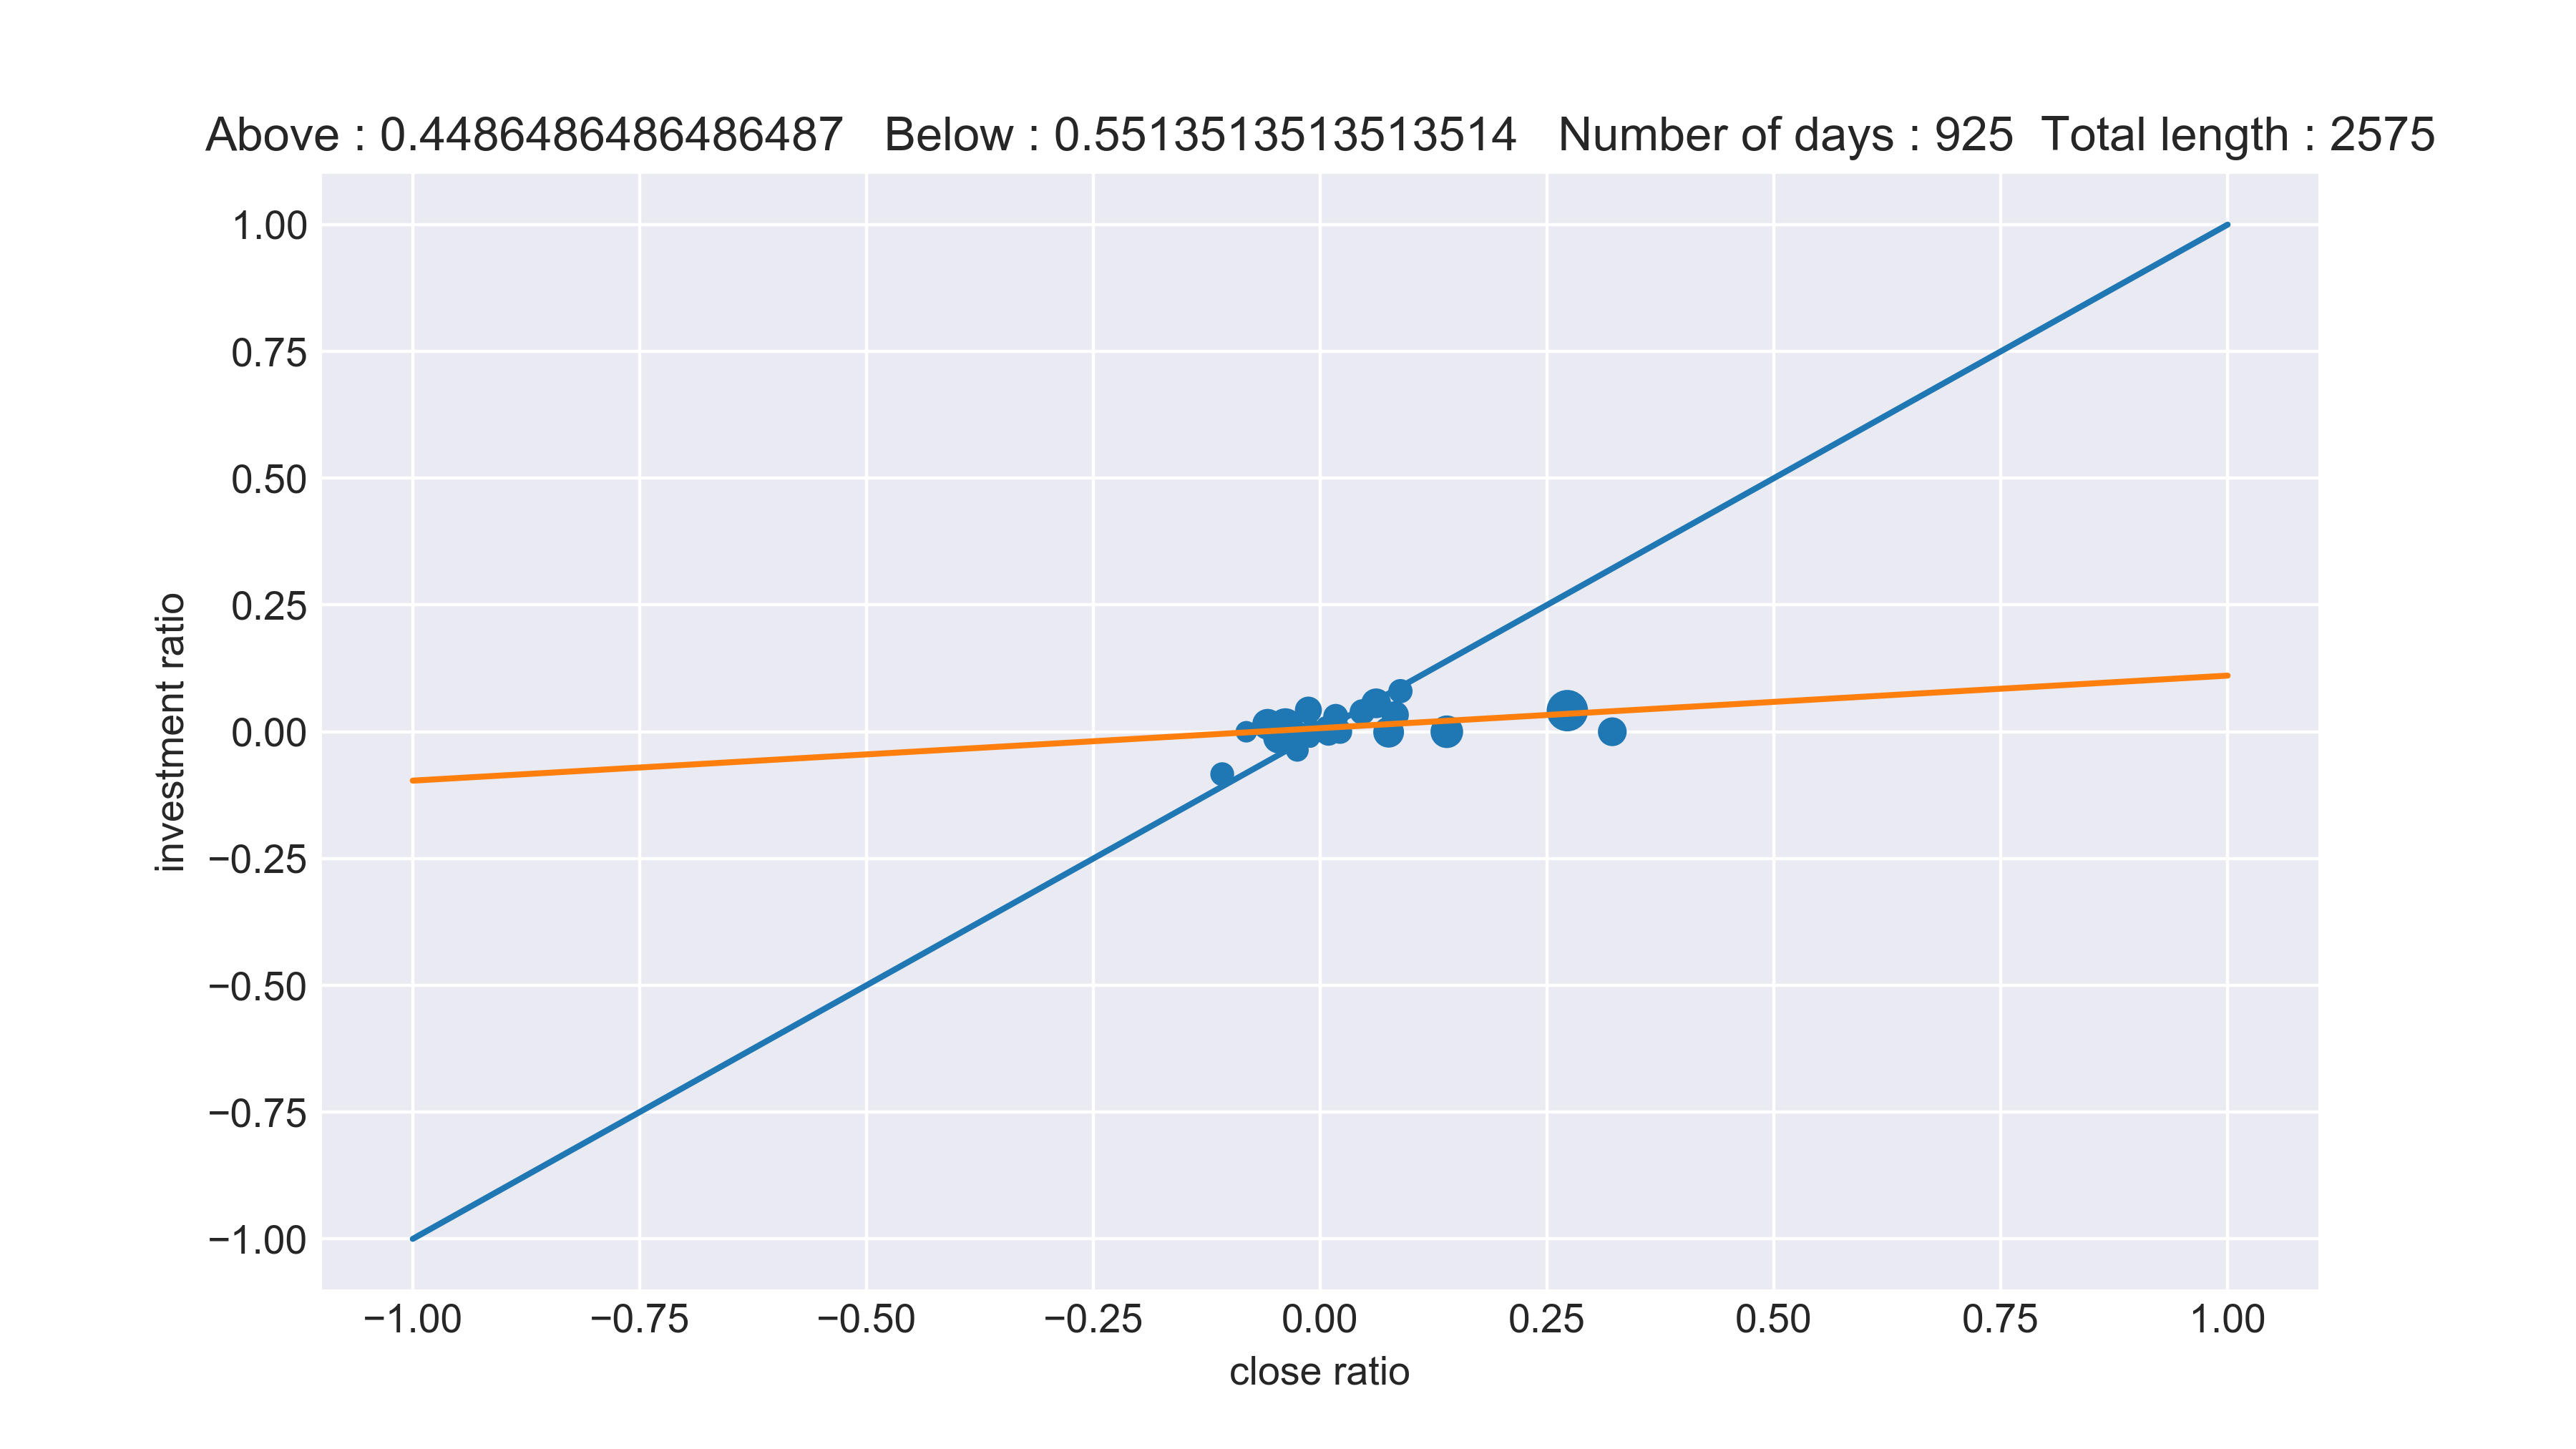 Above : 0.4486486486486487 Below : 0.5513513513513514 Number of days : 925 Total length : 2575
1.00
0.75
0.50
0.25
0.00
−0.25
−0.50
−0.75
−1.00
investment ratio
−1.00 −0.75 −0.50 −0.25 0.00 0.25 0.50 0.75 1.00
close ratio